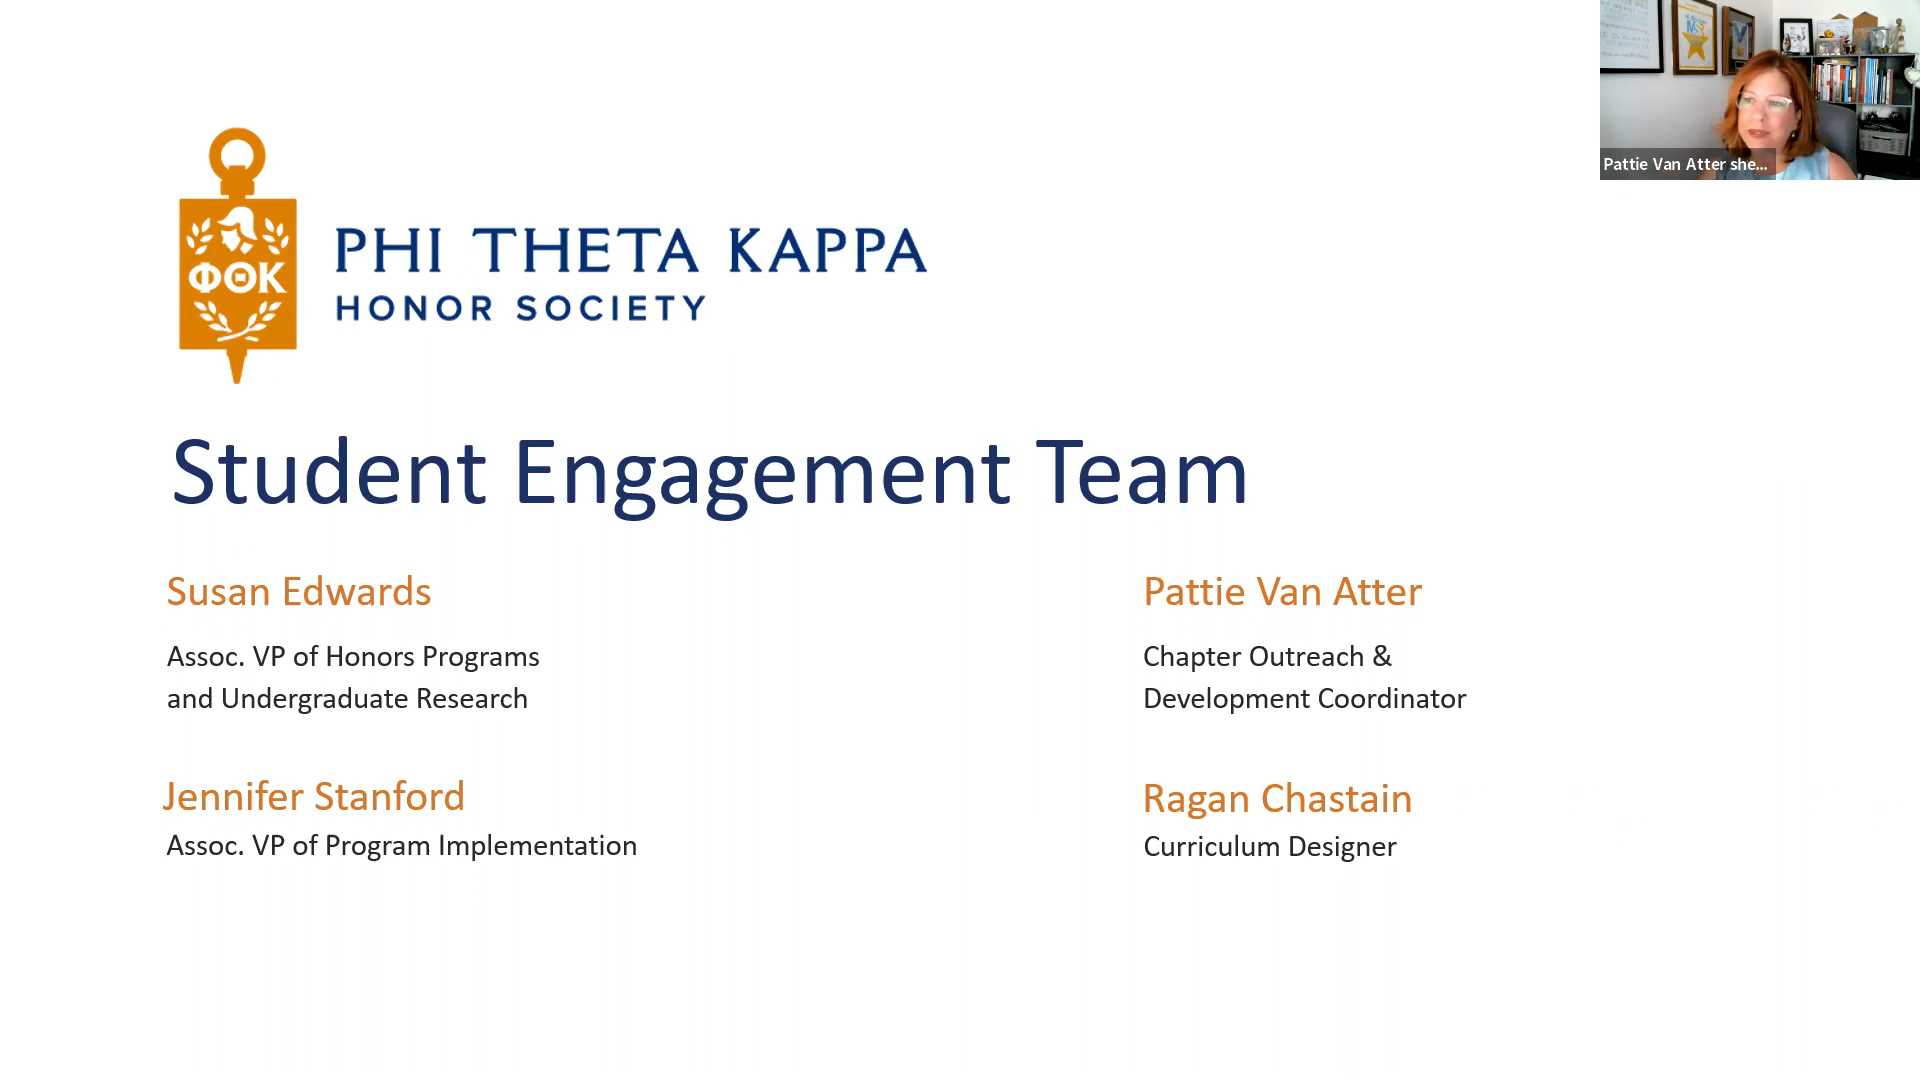 Pattie Van Atter she...
ΦΘΚ
PHI THETA KAPPA
HONOR SOCIETY
Student Engagement Team
Susan Edwards
Assoc. VP of Honors Programs
and Undergraduate Research
Jennifer Stanford
Assoc. VP of Program Implementation
Pattie Van Atter
Chapter Outreach &
Development Coordinator
Ragan Chastain
Curriculum Designer